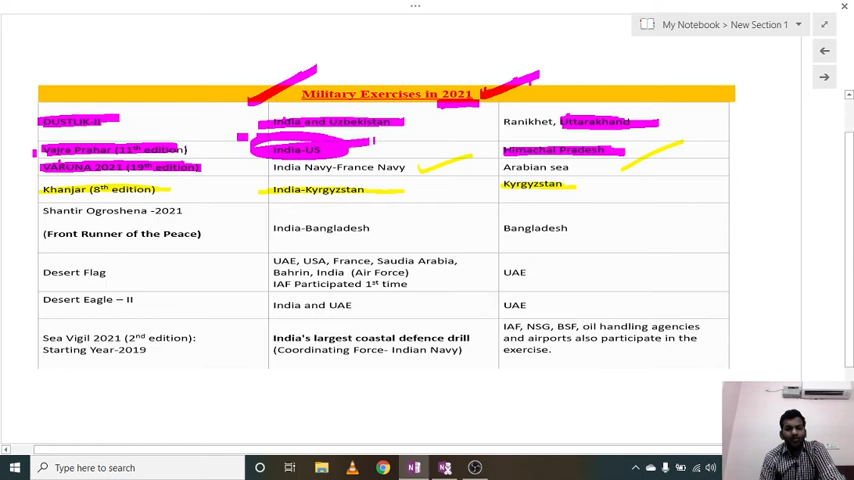 My Notebook > New Section 1
Military Exercises in 2021
DUSTLIK-II
India and Uzbekistan
Ranikhet, Uttarakhand
Vajra Prahar (11th edition)
India-US
Himachal Pradesh
VARUNA 2021 (19th edition)
India Navy-France Navy
Arabian sea
Khanjar (8th edition)
India-Kyrgyzstan
Kyrgyzstan
Shantir Ogroshena -2021
(Front Runner of the Peace)
India-Bangladesh
Bangladesh
Desert Flag
UAE, USA, France, Saudia Arabia,
Bahrin, India (Air Force)
IAF Participated 1st time
UAE
Desert Eagle – II
India and UAE
UAE
Sea Vigil 2021 (2nd edition):
Starting Year-2019
India's largest coastal defence drill
(Coordinating Force- Indian Navy)
IAF, NSG, BSF, oil handling agencies
and airports also participate in the
exercise.
Type here to search